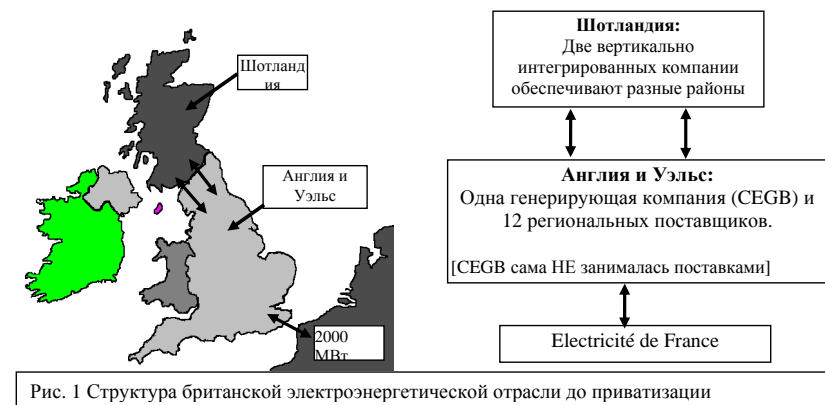 Шотланд
ия
Англия и
Уэльс
2000
МВт
Шотландия:
Две вертикально
интегрированных компании
обеспечивают разные районы
Англия и Уэльс:
Одна генерирующая компания (CEGB) и
12 региональных поставщиков.
[CEGB сама НЕ занималась поставками]
Electricité de France
Рис. 1 Структура британской электроэнергетической отрасли до приватизации